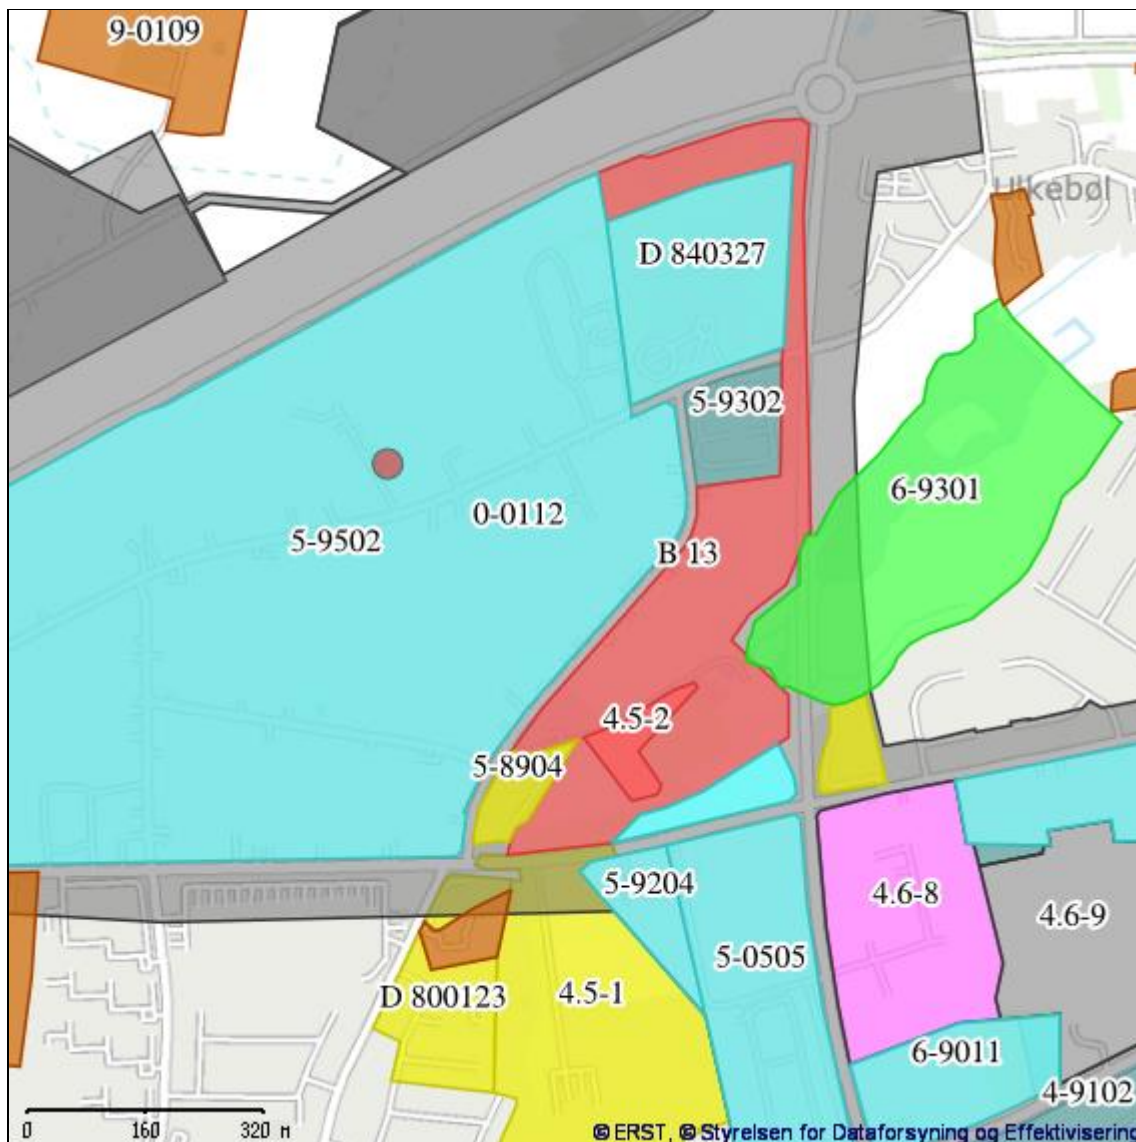 9-0109
Ulkebøl
D 840327
5-9302
6-9301
0-0112
5-9502
B 13
4.5-2
5-8904
5-9204
4.6-8
4.6-9
5-0505
D 800123
4.5-1
6-9011
4-9102
0 160 320 M
© ERST, © Styrelsen for Dataforsyning og Effektivisering